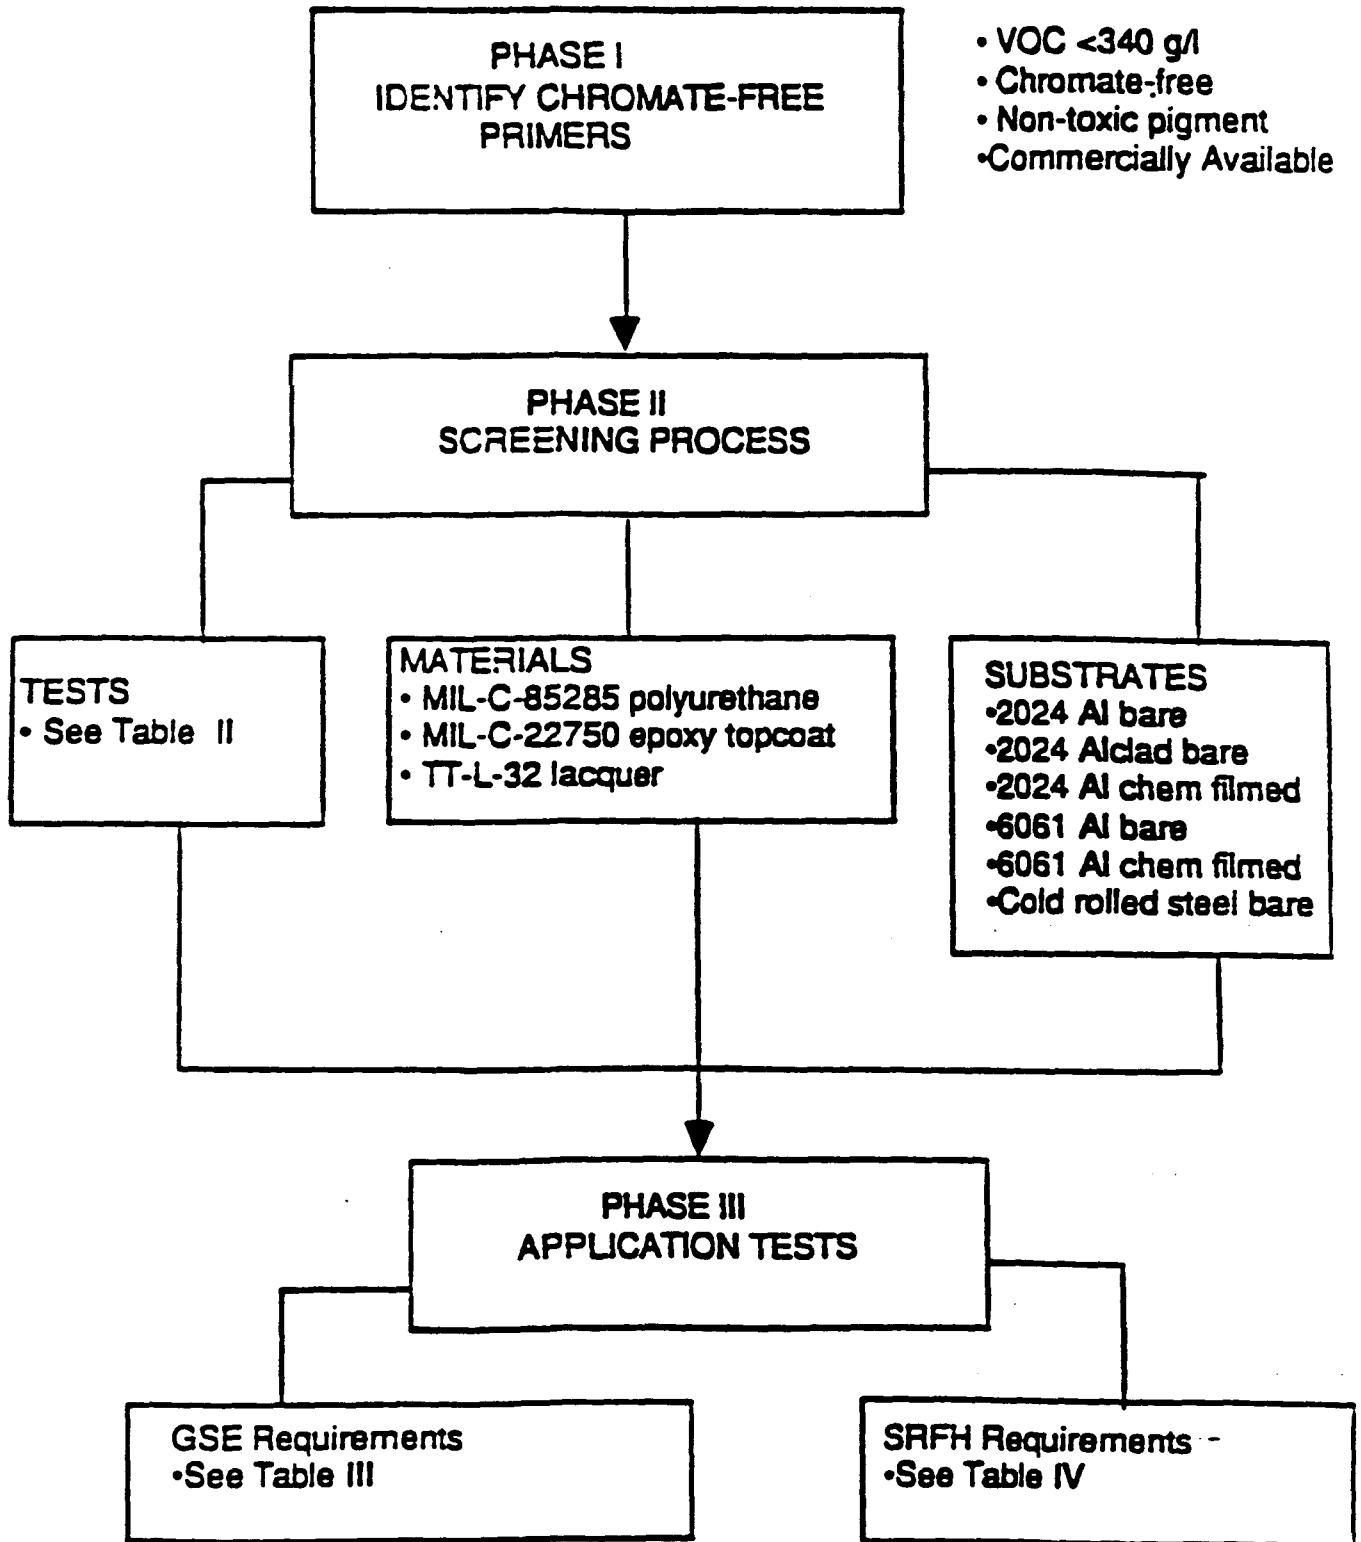 PHASE I
IDENTIFY CHROMATE-FREE
PRIMERS
• VOC <340 g/l
• Chromate-free
• Non-toxic pigment
•Commercially Available
PHASE II
SCREENING PROCESS
TESTS
• See Table II
MATERIALS
• MIL-C-85285 polyurethane
• MIL-C-22750 epoxy topcoat
• TT-L-32 lacquer
SUBSTRATES
•2024 Al bare
•2024 Alclad bare
•2024 Al chem filmed
•6061 Al bare
•6061 Al chem filmed
•Cold rolled steel bare
PHASE III
APPLICATION TESTS
GSE Requirements
•See Table III
SRFH Requirements
•See Table IV